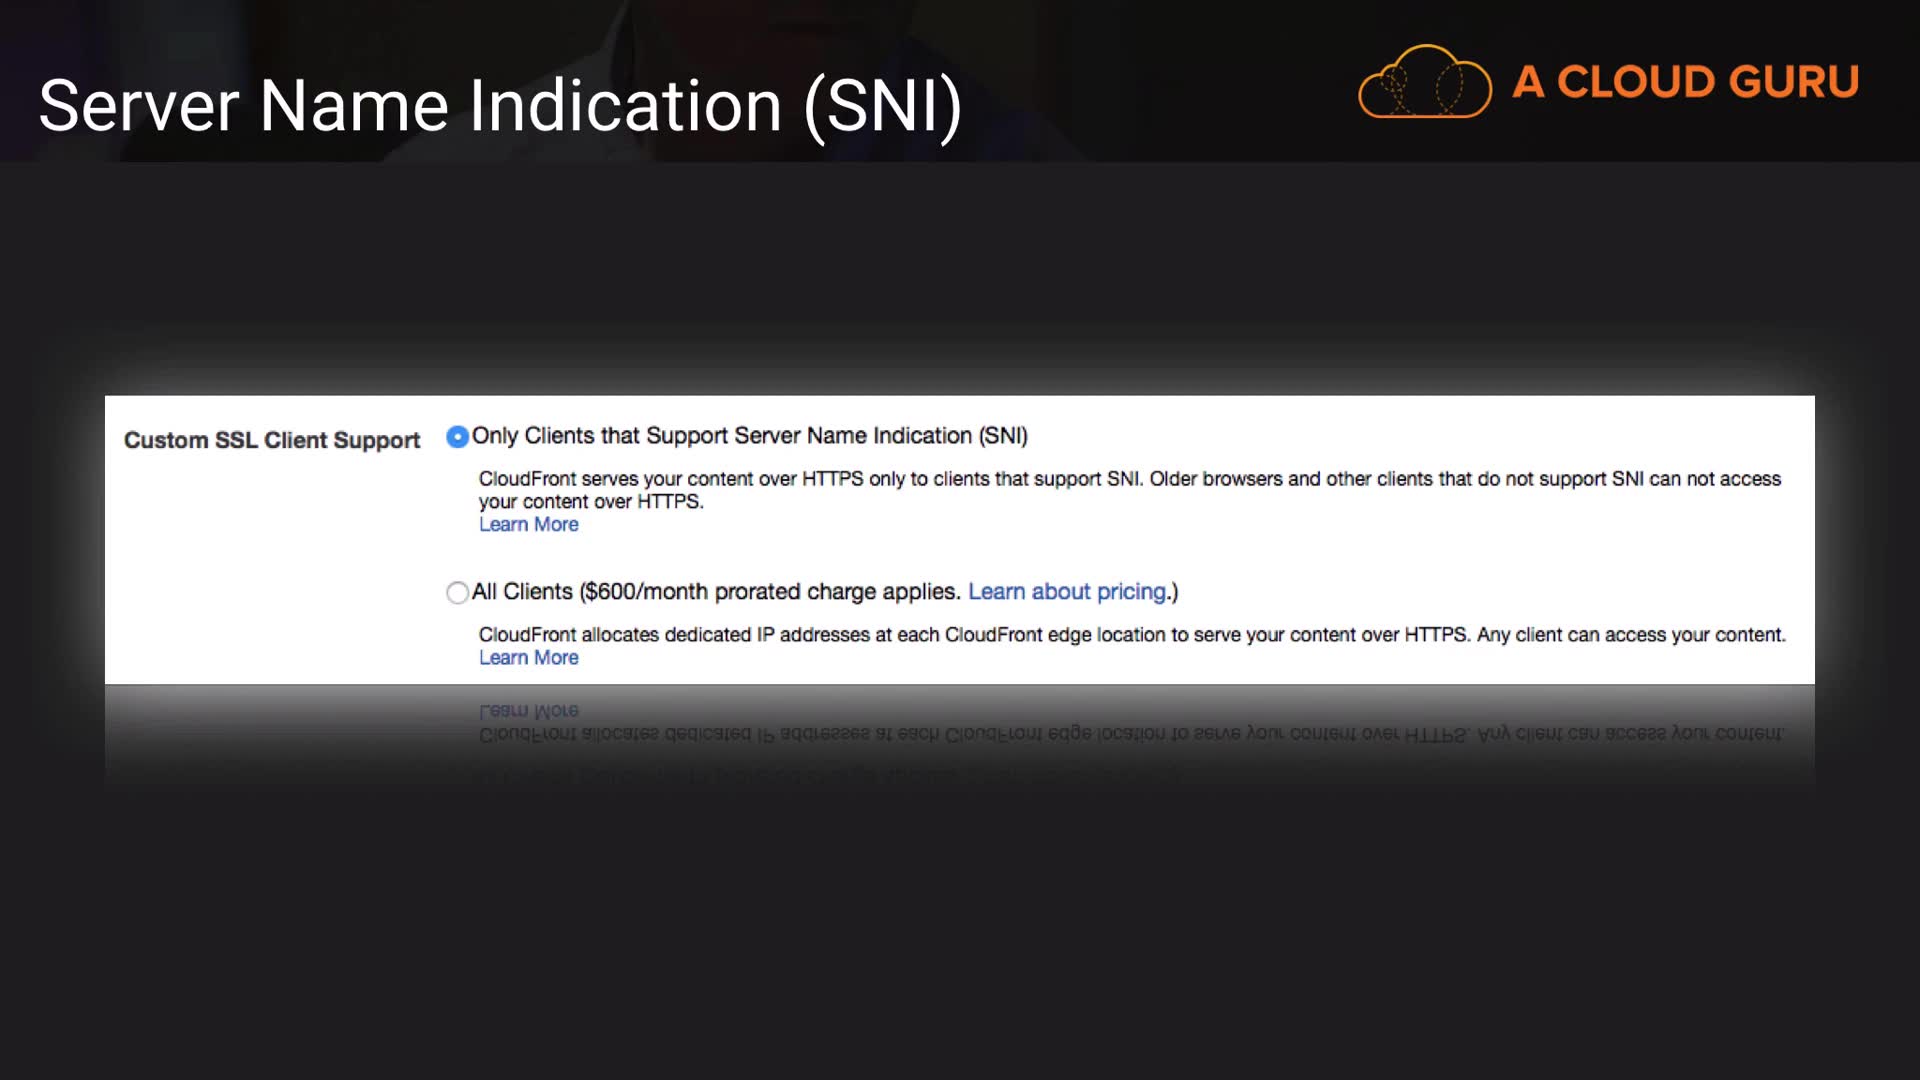 Server Name Indication (SNI)
A CLOUD GURU
Custom SSL Client Support
Only Clients that Support Server Name Indication (SNI)
CloudFront serves your content over HTTPS only to clients that support SNI. Older browsers and other clients that do not support SNI can not access
your content over HTTPS.
Learn More
All Clients ($600/month prorated charge applies. Learn about pricing.)
CloudFront allocates dedicated IP addresses at each CloudFront edge location to serve your content over HTTPS. Any client can access your content.
Learn More